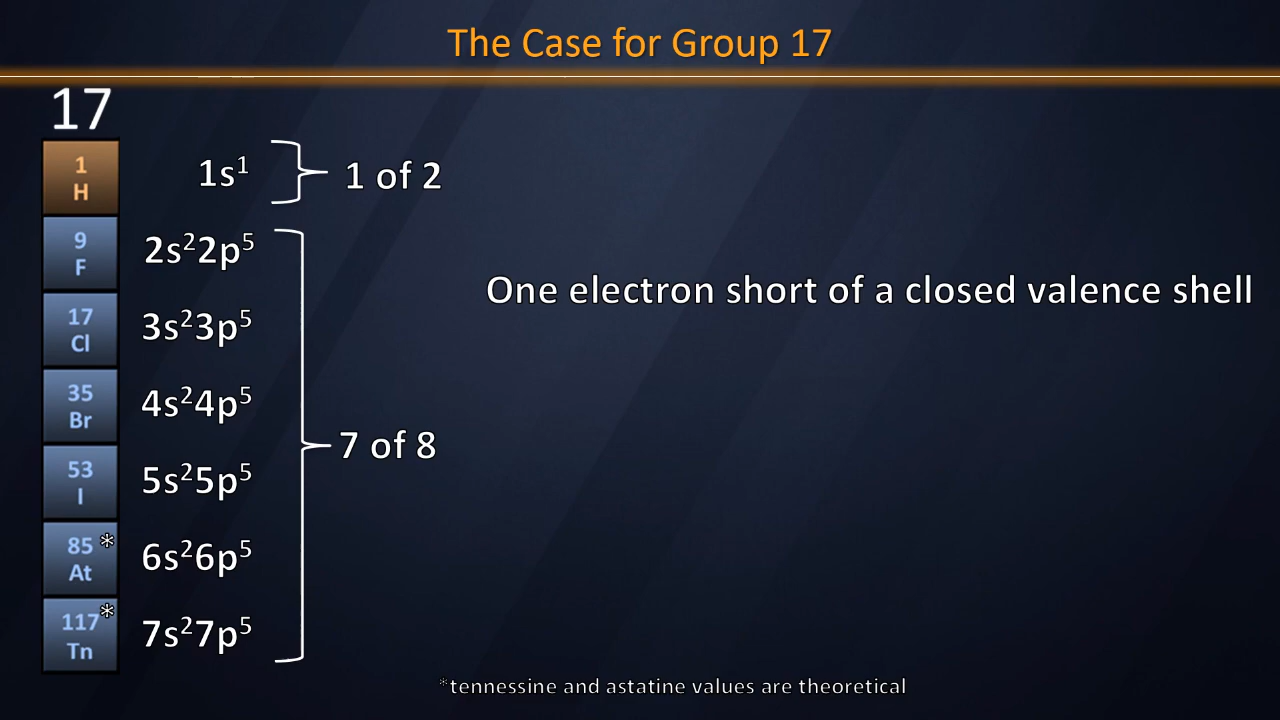 The Case for Group 17
17
1
H
1s¹
1 of 2
9
F
2s²2p⁵
One electron short of a closed valence shell
17
Cl
3s²3p⁵
35
Br
4s²4p⁵
7 of 8
53
I
5s²5p⁵
85 *
At
6s²6p⁵
117*
Tn
7s²7p⁵
*tennessine and astatine values are theoretical